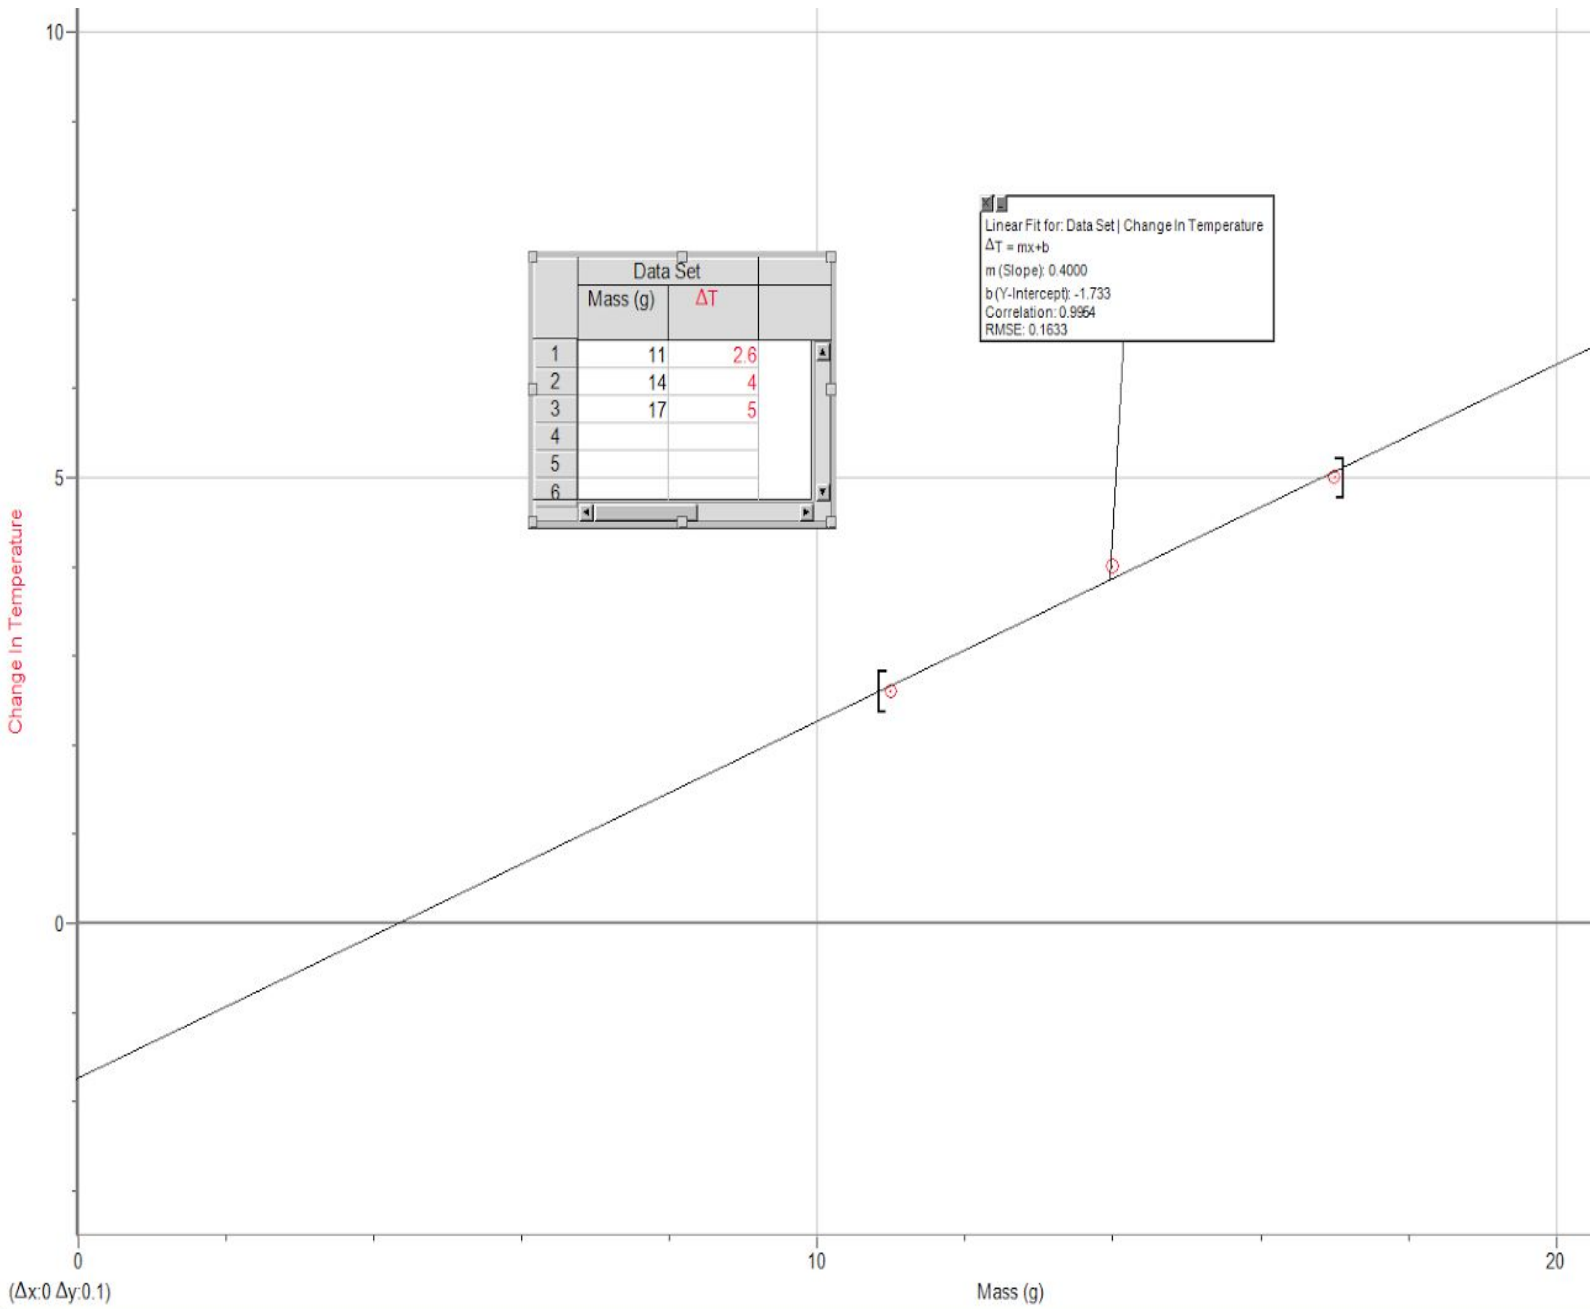 10
Linear Fit for: Data Set | Change In Temperature
ΔT = mx+b
m (Slope): 0.4000
b (Y-Intercept): -1.733
Correlation: 0.9954
RMSE: 0.1633
Data Set
Mass (g) ΔT
1 11 2.6
2 14 4
3 17 5
4
5
6
5
Change In Temperature
0
0 10 20
(Δx:0 Δy:0.1) Mass (g)